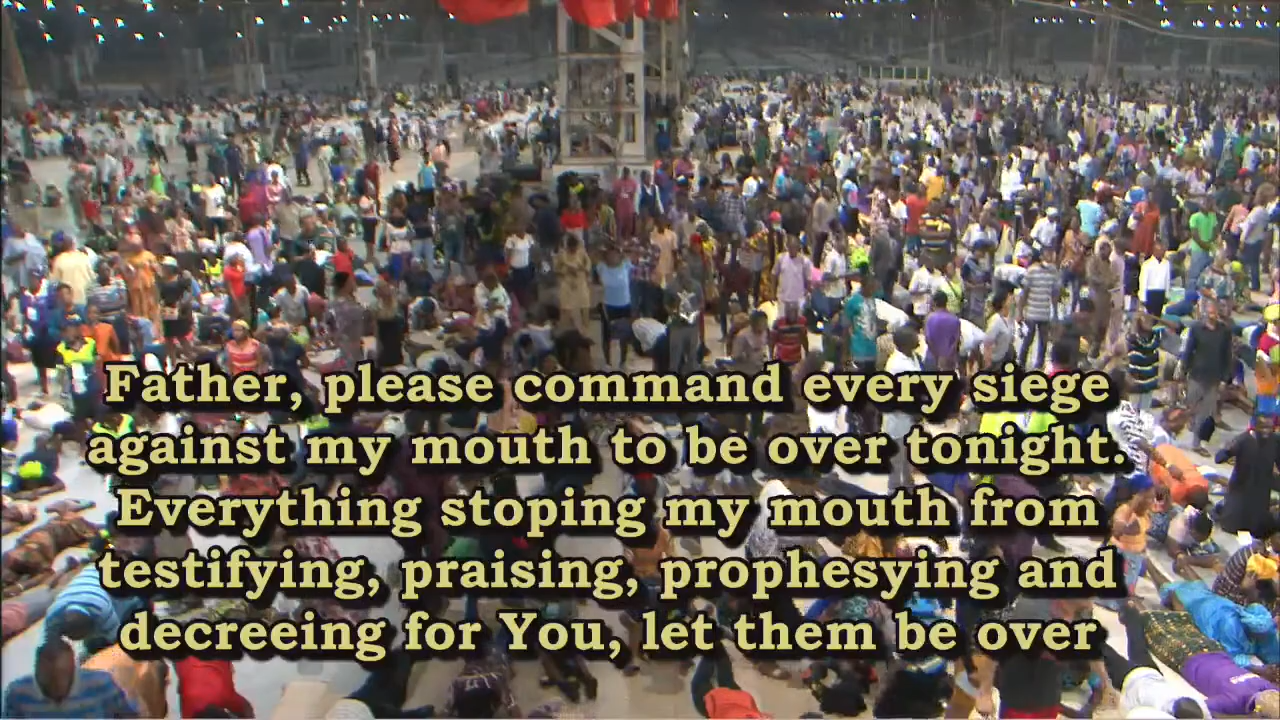 Father, please command every siege
against my mouth to be over tonight.
Everything stoping my mouth from
testifying, praising, prophesying and
decreeing for You, let them be over